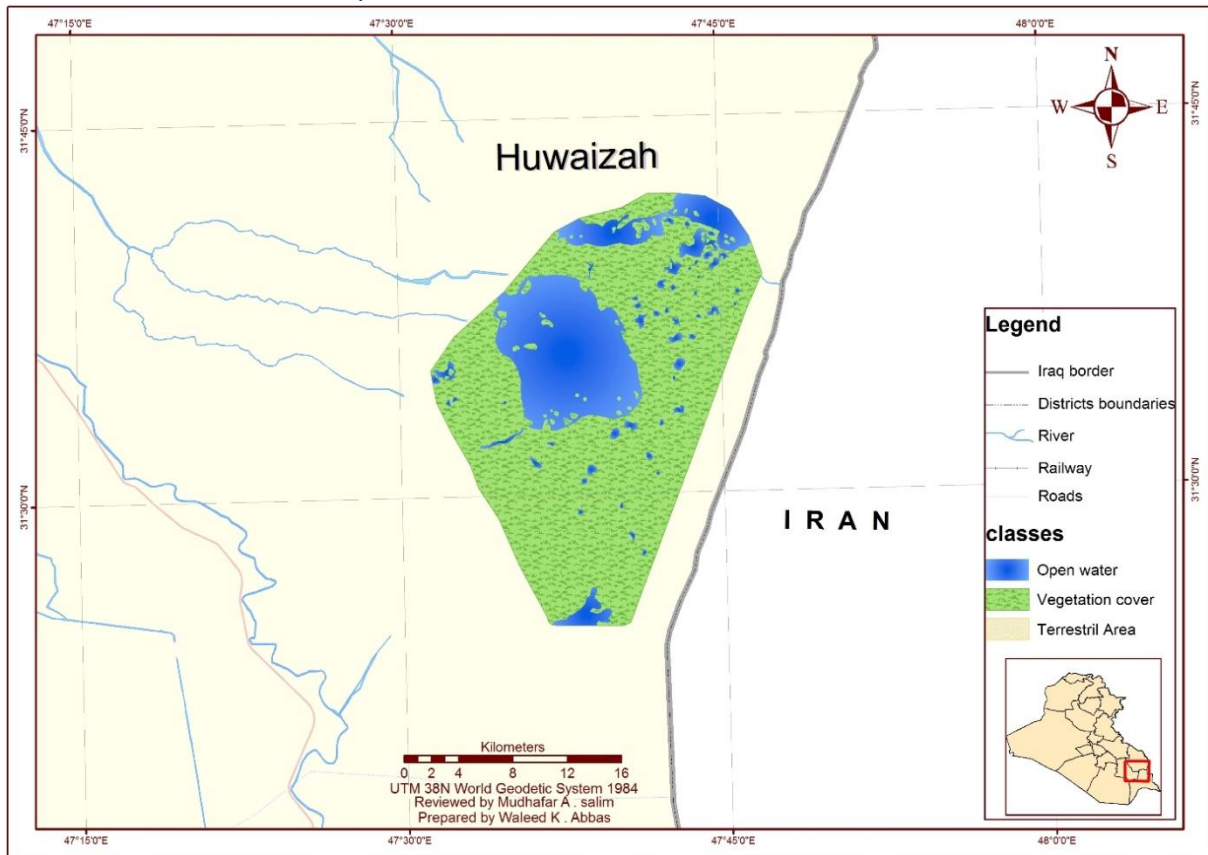 47°15'0"E 47°30'0"E 47°45'0"E 48°0'0"E
N
W E
S
31°45'0"N 31°45'0"N
Huwaizah
Legend
Iraq border
Districts boundaries
River
Railway
Roads
31°30'0"N 31°30'0"N
I R A N
classes
Open water
Vegetation cover
Terrestril Area
Kilometers
0 2 4 8 12 16
UTM 38N World Geodetic System 1984
Reviewed by Mudhafar A . salim
Prepared by Waleed K . Abbas
47°15'0"E 47°30'0"E 47°45'0"E 48°0'0"E